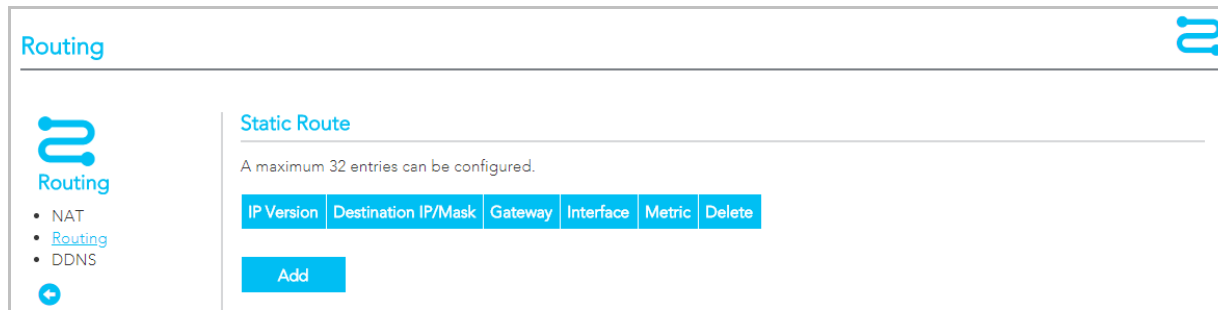 Routing
Routing
NAT
Routing
DDNS
Static Route
A maximum 32 entries can be configured.
IP Version Destination IP/Mask Gateway Interface Metric Delete
Add